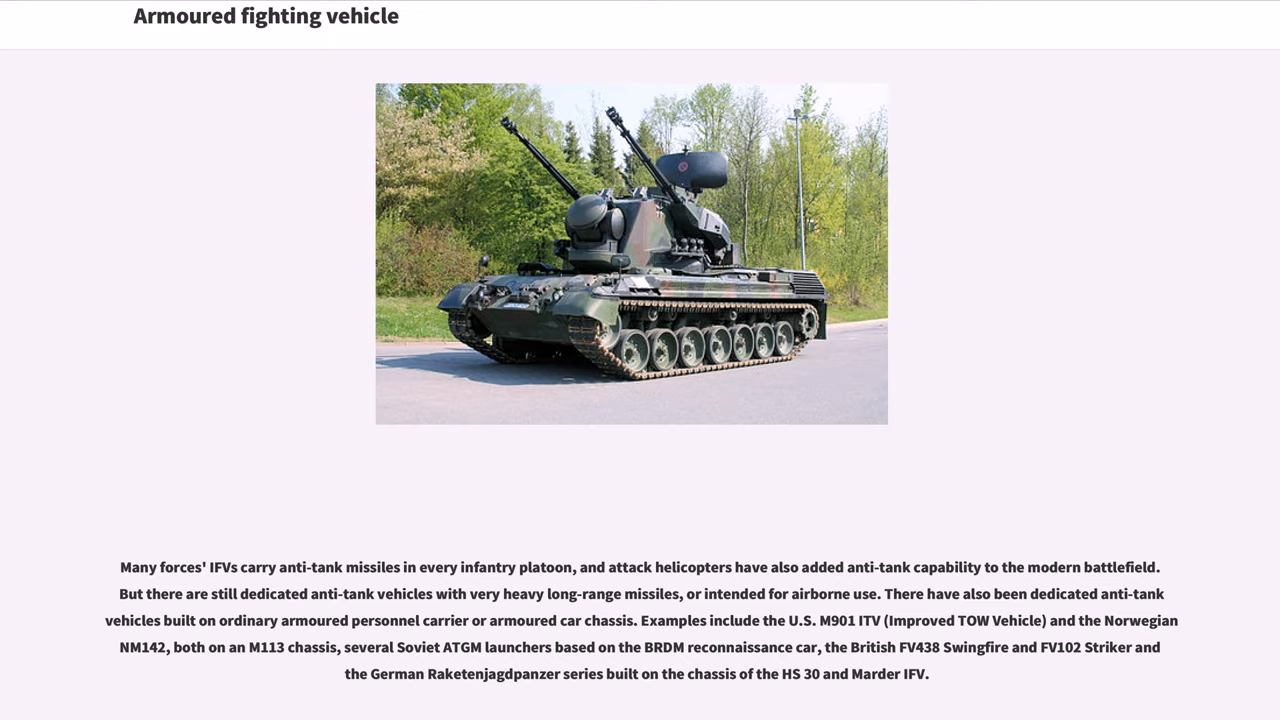 Armoured fighting vehicle
Many forces' IFVs carry anti-tank missiles in every infantry platoon, and attack helicopters have also added anti-tank capability to the modern battlefield.
But there are still dedicated anti-tank vehicles with very heavy long-range missiles, or intended for airborne use. There have also been dedicated anti-tank
vehicles built on ordinary armoured personnel carrier or armoured car chassis. Examples include the U.S. M901 ITV (Improved TOW Vehicle) and the Norwegian
NM142, both on an M113 chassis, several Soviet ATGM launchers based on the BRDM reconnaissance car, the British FV438 Swingfire and FV102 Striker and
the German Raketenjagdpanzer series built on the chassis of the HS 30 and Marder IFV.